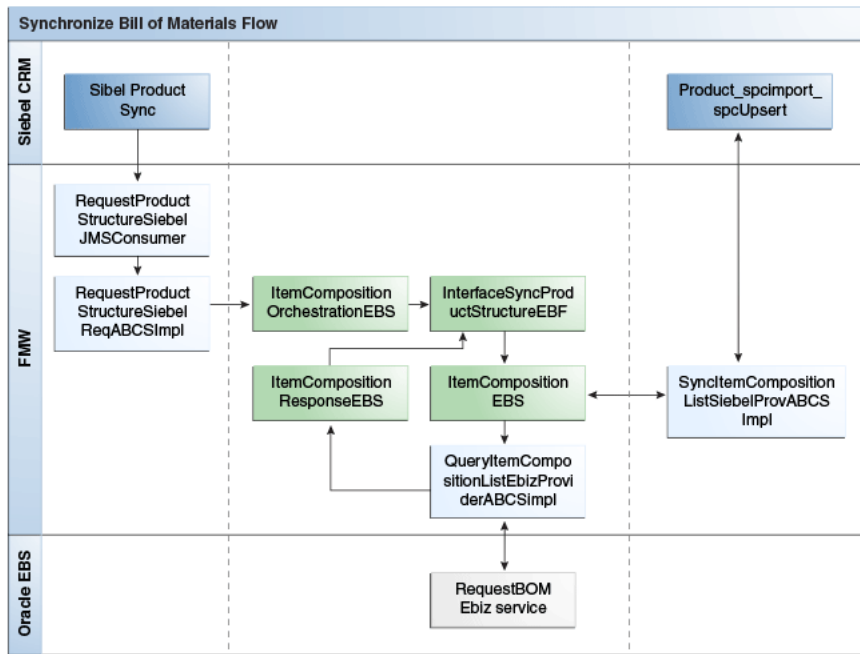 Synchronize Bill of Materials Flow
Siebel CRM
Sibel Product
Sync
Product_spcimport_
spcUpsert
FMW
RequestProduct
StructureSiebel
JMSConsumer
RequestProduct
StructureSiebel
ReqABCSImpl
ItemComposition
OrchestrationEBS
InterfaceSyncProd
uctStructureEBF
ItemComposition
ResponseEBS
ItemComposition
EBS
SyncItemComposition
ListSiebelProvABCS
Impl
QueryItemCompo
sitionListEbizProvi
derABCSimpl
Oracle EBS
RequestBOM
Ebiz service